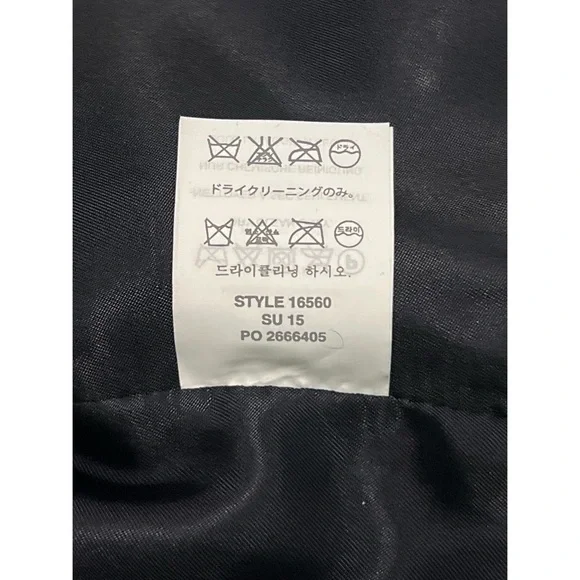 ドライ
ドライクリーニングのみ。
드라이
드라이클리닝 하시오.
STYLE 16560
SU 15
PO 2666405